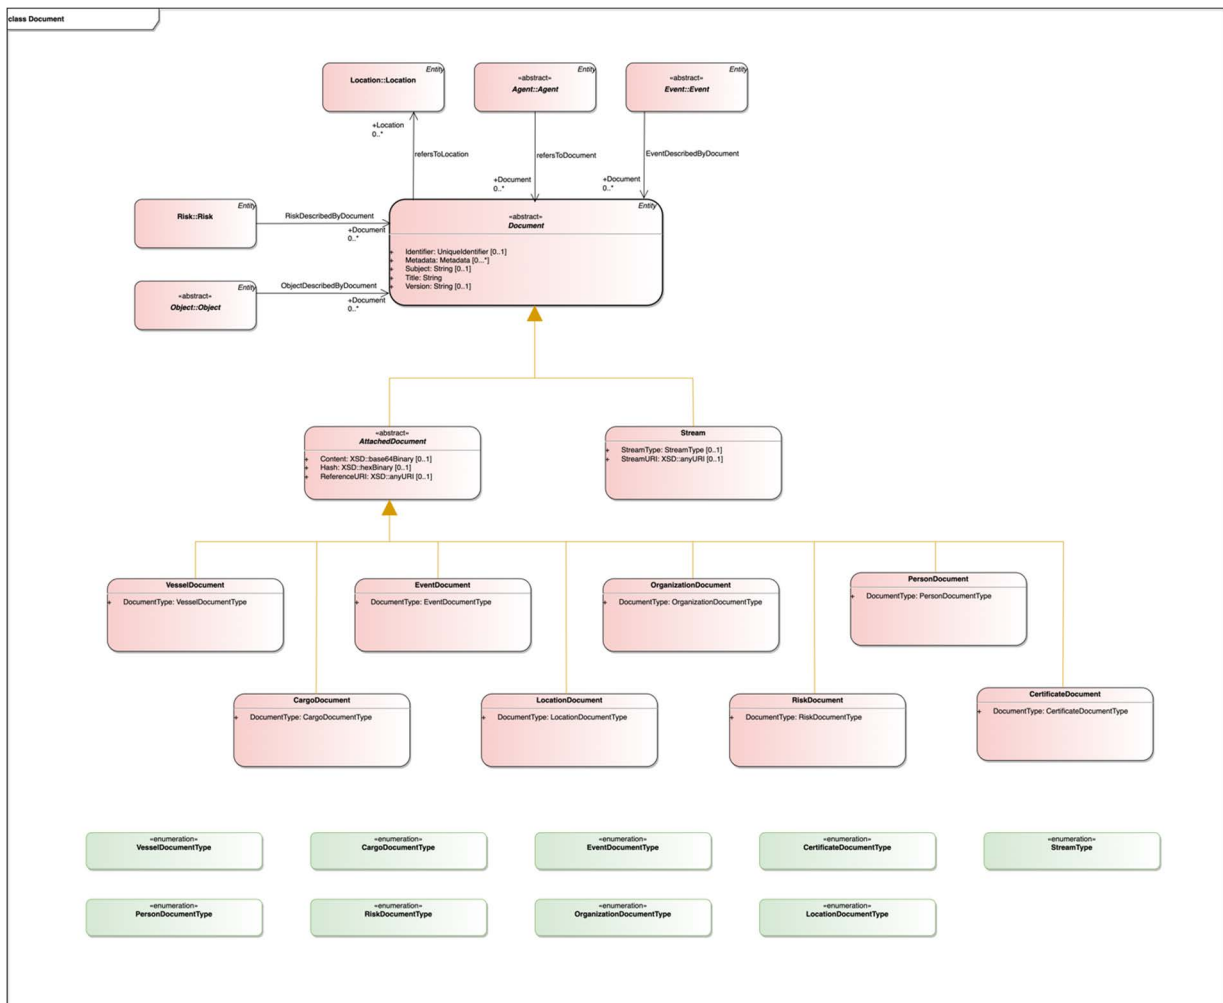 class Document
Entity
Location::Location
Entity
«abstract»
Agent::Agent
Entity
«abstract»
Event::Event
+Location
0..*
refersToLocation
refersToDocument
EventDescribedByDocument
+Document
0..*
+Document
0..*
Entity
Risk::Risk
RiskDescribedByDocument
+Document
0..*
Entity
«abstract»
Object::Object
ObjectDescribedByDocument
+Document
0..*
Entity
«abstract»
Document
+ Identifier: UniqueIdentifier [0..1]
+ Metadata: Metadata [0...*]
+ Subject: String [0..1]
+ Title: String
+ Version: String [0..1]
«abstract»
AttachedDocument
+ Content: XSD::base64Binary [0..1]
+ Hash: XSD::hexBinary [0..1]
+ ReferenceURI: XSD::anyURI [0..1]
Stream
+ StreamType: StreamType [0..1]
+ StreamURI: XSD::anyURI [0..1]
VesselDocument
+ DocumentType: VesselDocumentType
EventDocument
+ DocumentType: EventDocumentType
OrganizationDocument
+ DocumentType: OrganizationDocumentType
PersonDocument
+ DocumentType: PersonDocumentType
CargoDocument
+ DocumentType: CargoDocumentType
LocationDocument
+ DocumentType: LocationDocumentType
RiskDocument
+ DocumentType: RiskDocumentType
CertificateDocument
+ DocumentType: CertificateDocumentType
«enumeration»
VesselDocumentType
«enumeration»
CargoDocumentType
«enumeration»
EventDocumentType
«enumeration»
CertificateDocumentType
«enumeration»
StreamType
«enumeration»
PersonDocumentType
«enumeration»
RiskDocumentType
«enumeration»
OrganizationDocumentType
«enumeration»
LocationDocumentType